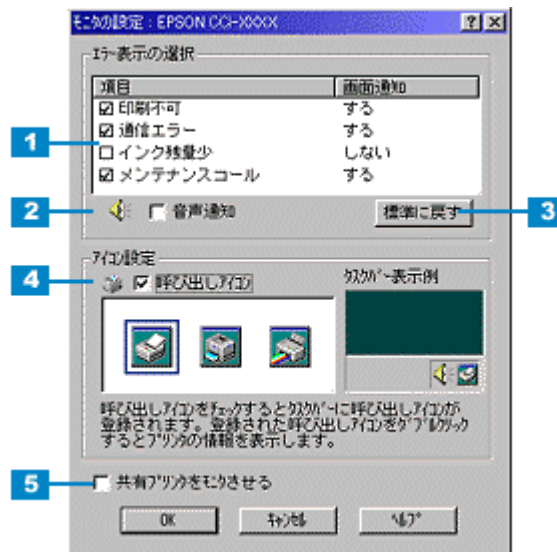 ﾓﾆﾀの設定：EPSON CCI-XXXX
ｴﾗｰ表示の選択
項目 画面通知
印刷不可 する
通信エラー する
1
インク残量少 しない
メンテナンスコール する
2 音声通知 標準に戻す 3
ｱｲｺﾝ設定
4 呼び出しｱｲｺﾝ ﾀｽｸﾊﾞｰ表示例
呼び出しｱｲｺﾝをﾁｪｯｸするとﾀｽｸﾊﾞｰに呼び出しｱｲｺﾝが
登録されます。登録された呼び出しｱｲｺﾝをﾀﾞﾌﾞﾙｸﾘｯｸ
するとﾌﾟﾘﾝﾀの情報を表示します。
5 共有ﾌﾟﾘﾝﾀをﾓﾆﾀさせる
OK ｷｬﾝｾﾙ ﾍﾙﾌﾟ